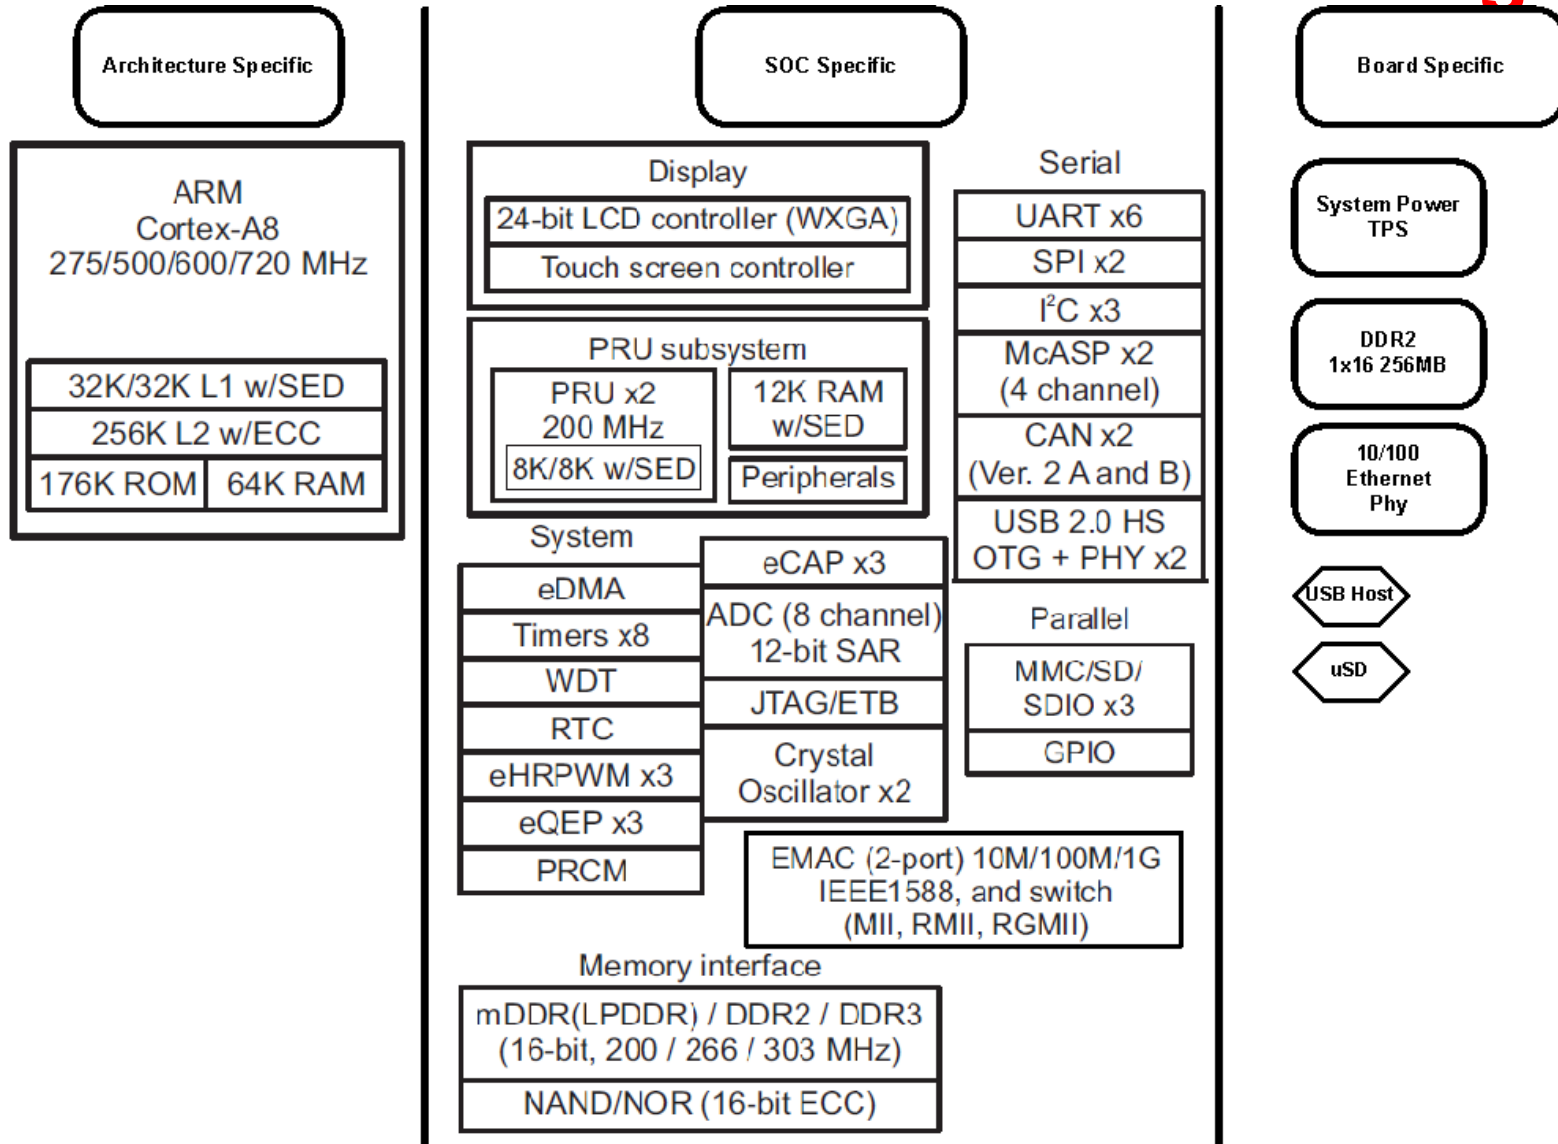 Architecture Specific
SOC Specific
Board Specific
ARM
Cortex-A8
275/500/600/720 MHz
32K/32K L1 w/SED
256K L2 w/ECC
176K ROM
64K RAM
Display
24-bit LCD controller (WXGA)
Touch screen controller
PRU subsystem
PRU x2
200 MHz
8K/8K w/SED
12K RAM
w/SED
Peripherals
System
eDMA
Timers x8
WDT
RTC
eHRPWM x3
eQEP x3
PRCM
eCAP x3
ADC (8 channel)
12-bit SAR
JTAG/ETB
Crystal
Oscillator x2
Serial
UART x6
SPI x2
I²C x3
McASP x2
(4 channel)
CAN x2
(Ver. 2 A and B)
USB 2.0 HS
OTG + PHY x2
Parallel
MMC/SD/
SDIO x3
GPIO
EMAC (2-port) 10M/100M/1G
IEEE1588, and switch
(MII, RMII, RGMII)
Memory interface
mDDR(LPDDR) / DDR2 / DDR3
(16-bit, 200 / 266 / 303 MHz)
NAND/NOR (16-bit ECC)
System Power
TPS
DDR2
1x16 256MB
10/100
Ethernet
Phy
USB Host
uSD